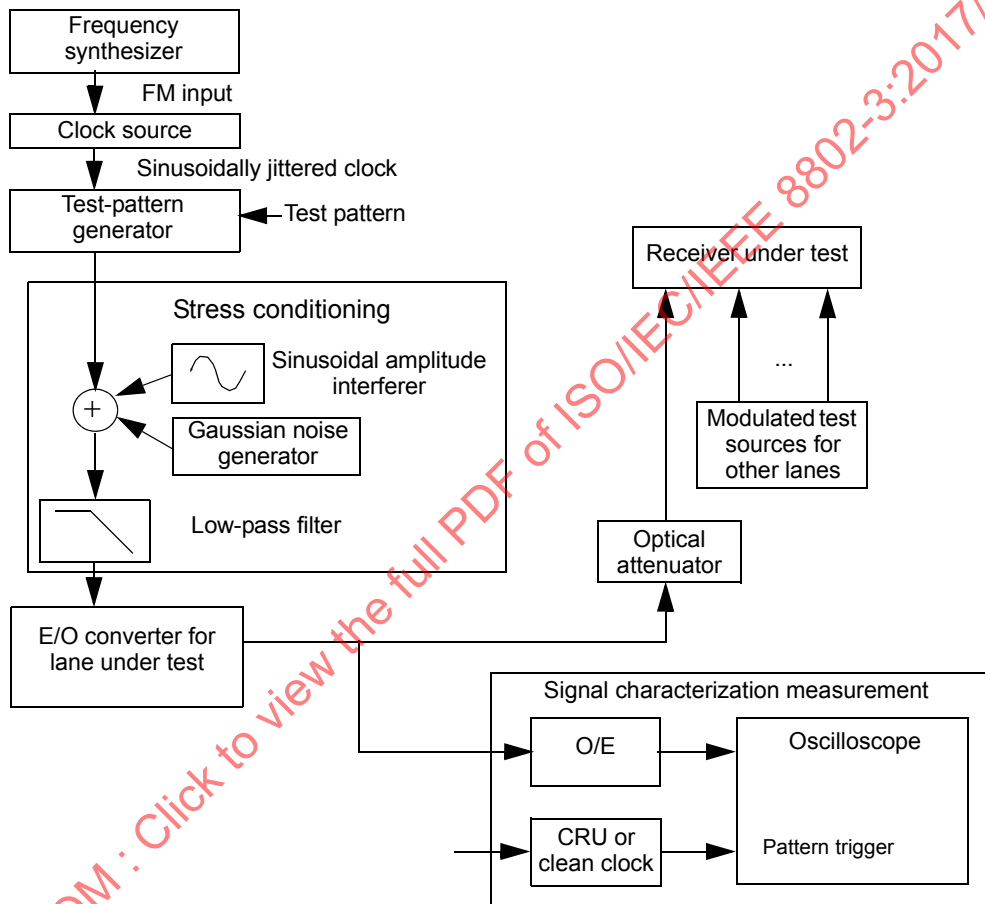 Frequency
synthesizer
FM input
Clock source
Sinusoidally jittered clock
Test-pattern
generator
Test pattern
Receiver under test
Stress conditioning
Sinusoidal amplitude
interferer
+
Gaussian noise
generator
...
Modulated test
sources for
other lanes
Low-pass filter
Optical
attenuator
E/O converter for
lane under test
Signal characterization measurement
O/E
Oscilloscope
CRU or
clean clock
Pattern trigger
OM : Click to view the full PDF of ISO/IEC/IEEE 8802-3:2017/